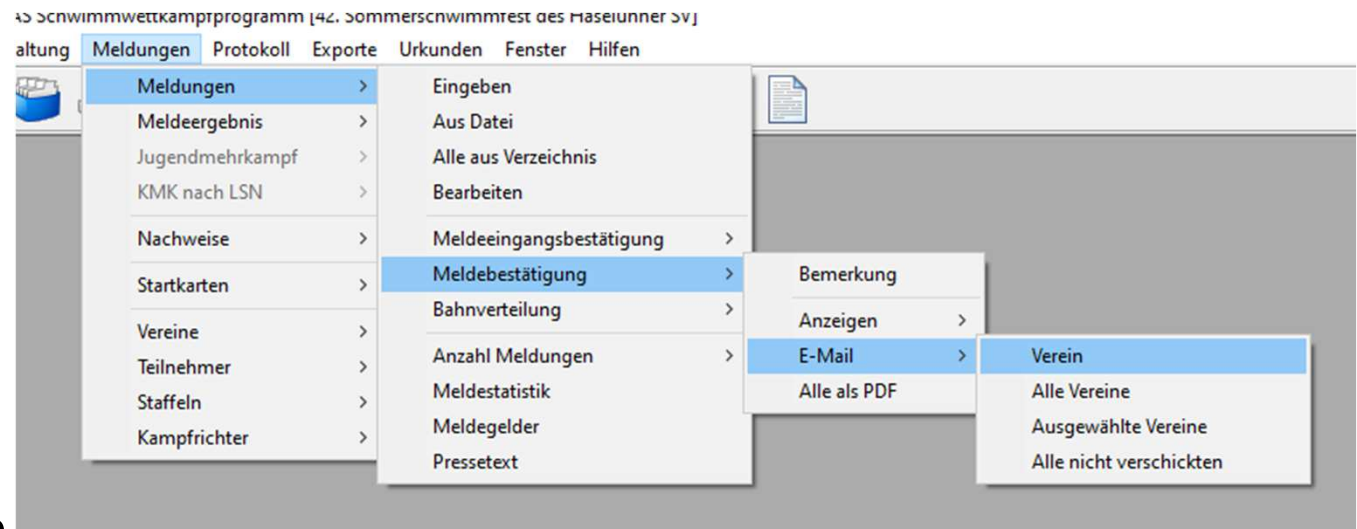 AS Schwimmwettkampfprogramm [42. Sommerschwimmfest des Haselünner SV]
altung Meldungen Protokoll Exporte Urkunden Fenster Hilfen
Meldungen
Meldeergebnis
Jugendmehrkampf
KMK nach LSN
Nachweise
Startkarten
Vereine
Teilnehmer
Staffeln
Kampfrichter
Eingeben
Aus Datei
Alle aus Verzeichnis
Bearbeiten
Meldeeingangsbestätigung
Meldebestätigung
Bahnverteilung
Anzahl Meldungen
Meldestatistik
Meldegelder
Pressetext
Bemerkung
Anzeigen
E-Mail
Alle als PDF
Verein
Alle Vereine
Ausgewählte Vereine
Alle nicht verschickten